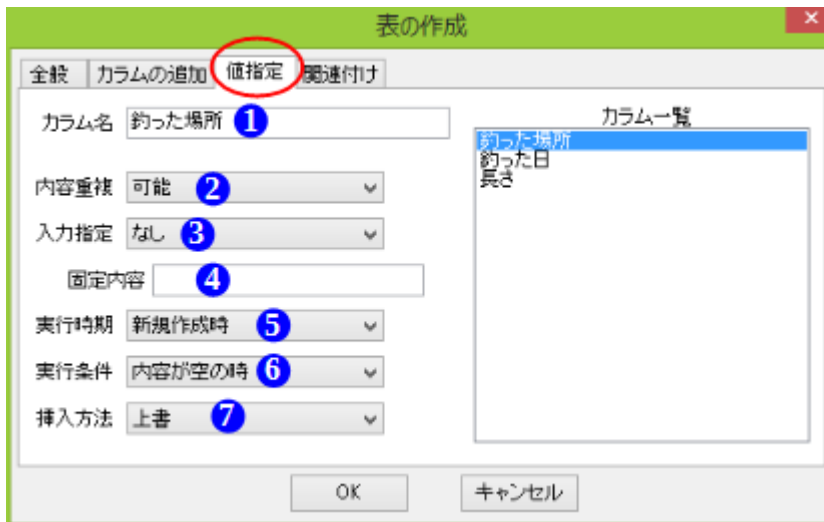 表の作成
全般 カラムの追加 値指定 関連付け
カラム名 釣った場所 1
内容重複 可能 2
入力指定 なし 3
固定内容 4
実行時期 新規作成時 5
実行条件 内容が空の時 6
挿入方法 上書 7
カラム一覧
釣った場所
釣った日
長さ
OK キャンセル